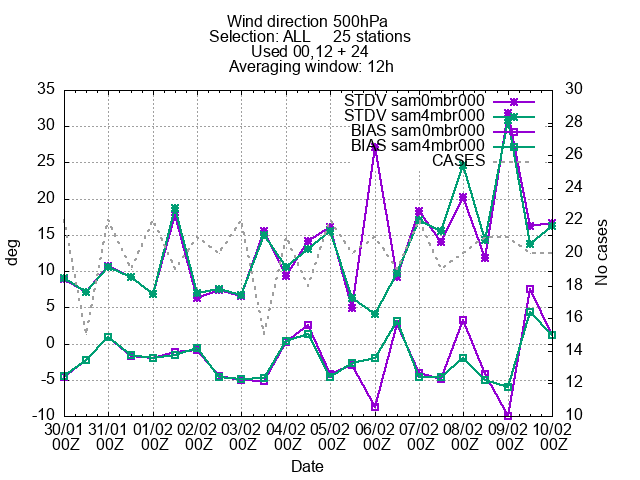 Wind direction 500hPa
Selection: ALL 25 stations
Used 00,12 + 24
Averaging window: 12h
STDV sam0mbr000
STDV sam4mbr000
BIAS sam0mbr000
BIAS sam4mbr000
CASES
35
30
25
20
15
10
5
0
-5
-10
deg
30
28
26
24
22
20
18
16
14
12
10
No cases
30/01 31/01 01/02 02/02 03/02 04/02 05/02 06/02 07/02 08/02 09/02 10/02
00Z 00Z 00Z 00Z 00Z 00Z 00Z 00Z 00Z 00Z 00Z 00Z
Date